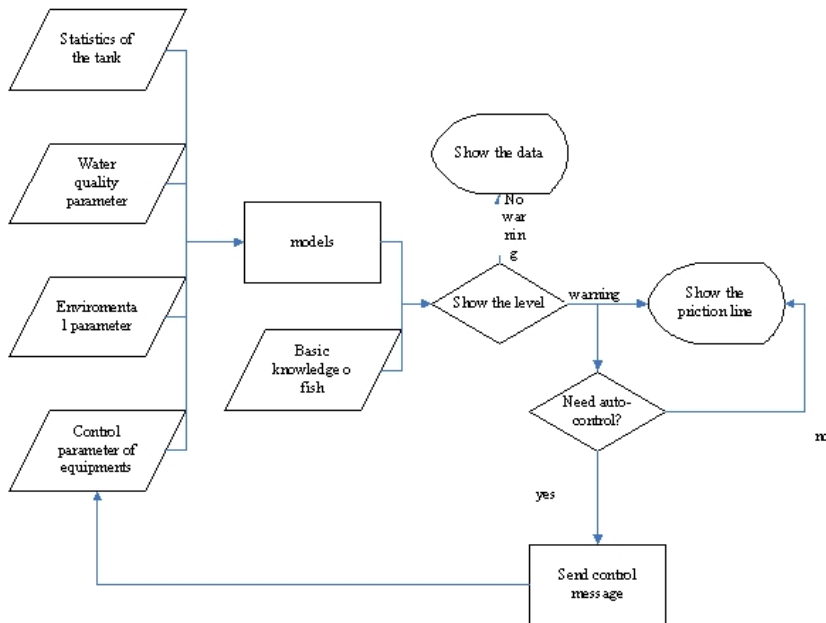 Statistics of
the tank
Water
quality
parameter
Enviromenta
l parameter
Control
parameter of
equipments
models
Basic
knowledge o
fish
Show the data
No
war
nin
g
Show the level
warning
Show the
priction line
Need auto-
control?
no
yes
Send control
message